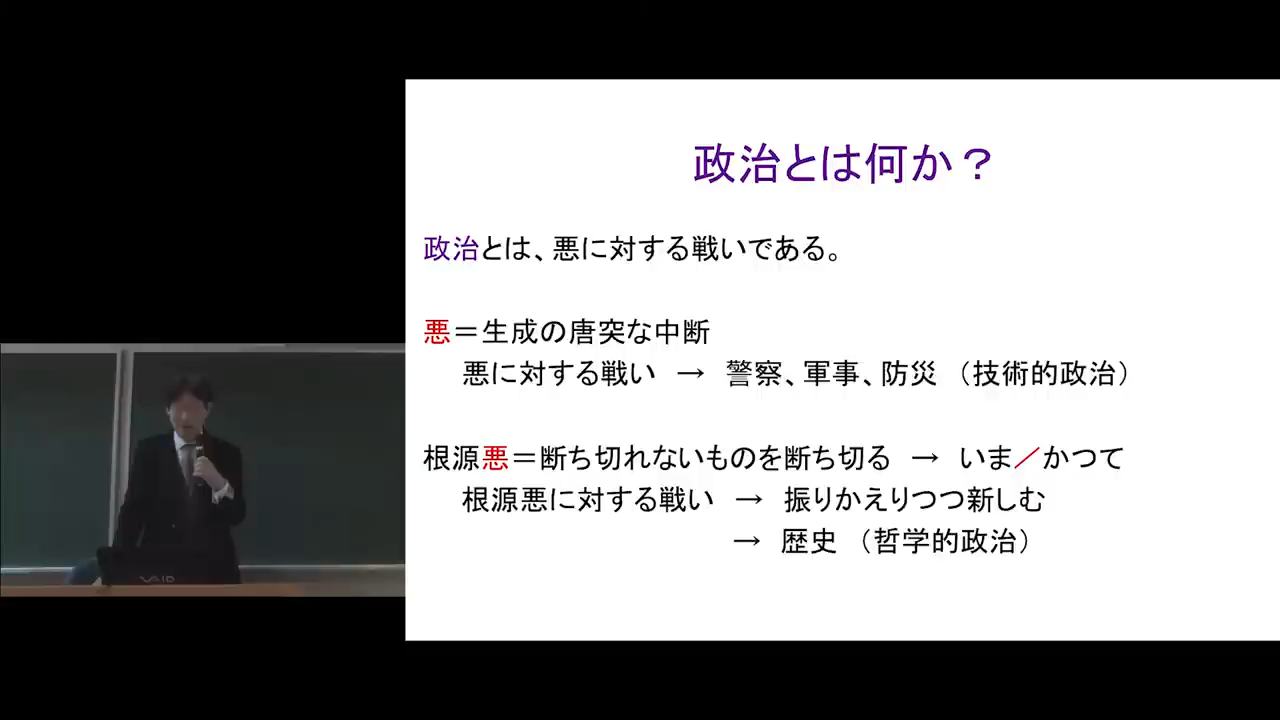 政治とは何か？
政治とは、悪に対する戦いである。
悪＝生成の唐突な中断
悪に対する戦い → 警察、軍事、防災 （技術的政治）
根源悪＝断ち切れないものを断ち切る → いま／かつて
根源悪に対する戦い → 振りかえりつつ新しむ
→ 歴史 （哲学的政治）
VAIO